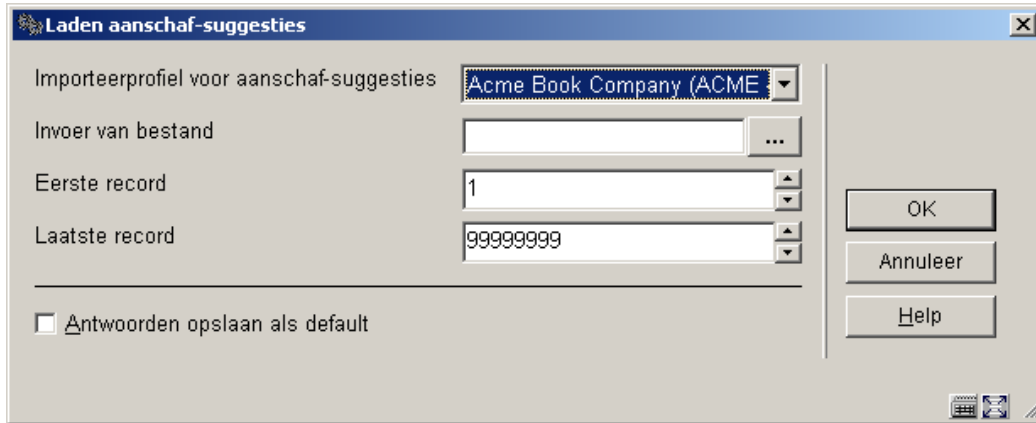 Laden aanschaf-suggesties
Importeerprofiel voor aanschaf-suggesties
Acme Book Company (ACME
Invoer van bestand
...
Eerste record
1
Laatste record
99999999
OK
Annuleer
Help
Antwoorden opslaan als default